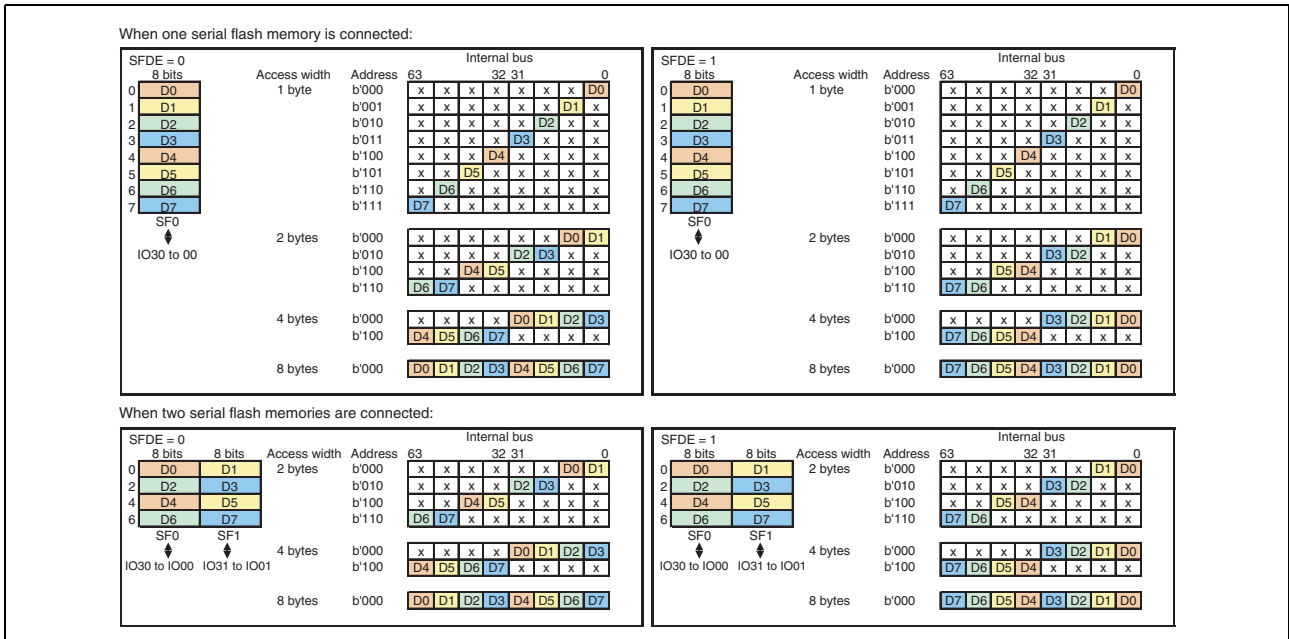 When one serial flash memory is connected:
SFDE = 0
Internal bus
8 bits Access width Address 63 32 31 0
0 D0 1 byte b'000 x x x x x x x D0
1 D1 b'001 x x x x x x D1 x
2 D2 b'010 x x x x x D2 x x
3 D3 b'011 x x x x D3 x x x
4 D4 b'100 x x x D4 x x x x
5 D5 b'101 x x D5 x x x x x
6 D6 b'110 x D6 x x x x x x
7 D7 b'111 D7 x x x x x x x
SF0
IO30 to 00
2 bytes b'000 x x x x x x D0 D1
b'010 x x x x D2 D3 x x
b'100 x x D4 D5 x x x x
b'110 D6 D7 x x x x x x
4 bytes b'000 x x x x D0 D1 D2 D3
b'100 D4 D5 D6 D7 x x x x
8 bytes b'000 D0 D1 D2 D3 D4 D5 D6 D7
SFDE = 1
Internal bus
8 bits Access width Address 63 32 31 0
0 D0 1 byte b'000 x x x x x x x D0
1 D1 b'001 x x x x x x D1 x
2 D2 b'010 x x x x x D2 x x
3 D3 b'011 x x x x D3 x x x
4 D4 b'100 x x x D4 x x x x
5 D5 b'101 x x D5 x x x x x
6 D6 b'110 x D6 x x x x x x
7 D7 b'111 D7 x x x x x x x
SF0
IO30 to 00
2 bytes b'000 x x x x x x D1 D0
b'010 x x x x D3 D2 x x
b'100 x x D5 D4 x x x x
b'110 D7 D6 x x x x x x
4 bytes b'000 x x x x D3 D2 D1 D0
b'100 D7 D6 D5 D4 x x x x
8 bytes b'000 D7 D6 D5 D4 D3 D2 D1 D0
When two serial flash memories are connected:
SFDE = 0
Internal bus
8 bits 8 bits Access width Address 63 32 31 0
0 D0 D1 2 bytes b'000 x x x x x x D0 D1
2 D2 D3 b'010 x x x x D2 D3 x x
4 D4 D5 b'100 x x D4 D5 x x x x
6 D6 D7 b'110 D6 D7 x x x x x x
SF0 SF1
IO30 to IO00 IO31 to IO01
4 bytes b'000 x x x x D0 D1 D2 D3
b'100 D4 D5 D6 D7 x x x x
8 bytes b'000 D0 D1 D2 D3 D4 D5 D6 D7
SFDE = 1
Internal bus
8 bits 8 bits Access width Address 63 32 31 0
0 D0 D1 2 bytes b'000 x x x x x x D1 D0
2 D2 D3 b'010 x x x x D3 D2 x x
4 D4 D5 b'100 x x D5 D4 x x x x
6 D6 D7 b'110 D7 D6 x x x x x x
SF0 SF1
IO30 to IO00 IO31 to IO01
4 bytes b'000 x x x x D3 D2 D1 D0
b'100 D7 D6 D5 D4 x x x x
8 bytes b'000 D7 D6 D5 D4 D3 D2 D1 D0